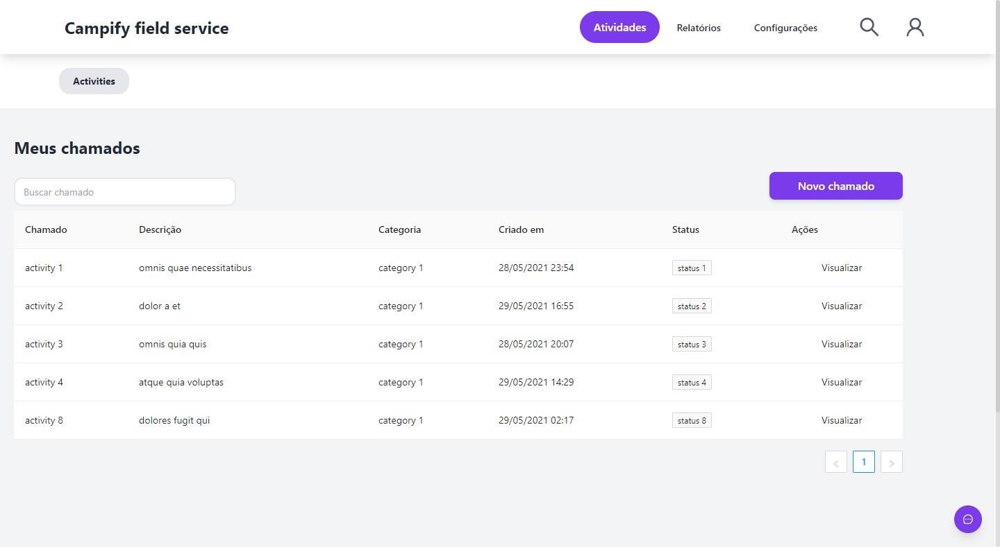 Campify field service
Atividades Relatórios Configurações
Activities
Meus chamados
Buscar chamado
Novo chamado
Chamado Descrição Categoria Criado em Status Ações
activity 1 omnis quae necessitatibus category 1 28/05/2021 23:54 status 1 Visualizar
activity 2 dolor a et category 1 29/05/2021 16:55 status 2 Visualizar
activity 3 omnis quia quis category 1 28/05/2021 20:07 status 3 Visualizar
activity 4 atque quia voluptas category 1 29/05/2021 14:29 status 4 Visualizar
activity 8 dolores fugit qui category 1 29/05/2021 02:17 status 8 Visualizar
< 1 >